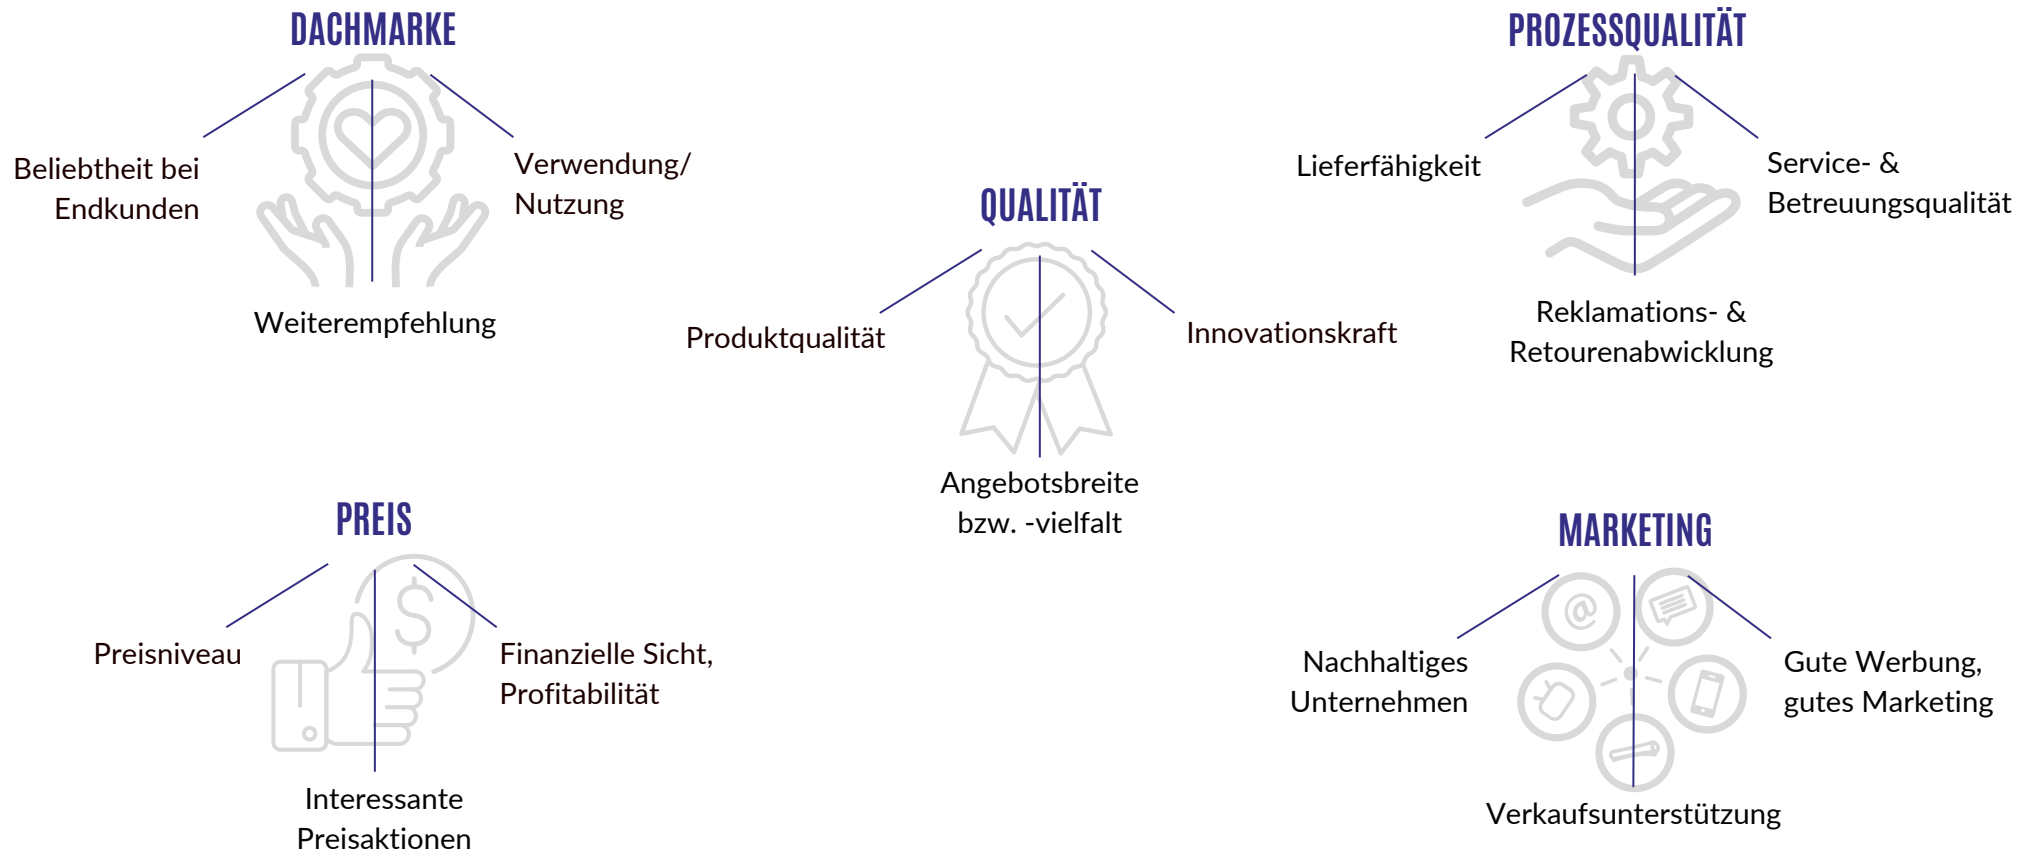 DACHMARKE
Beliebtheit bei
Endkunden
Verwendung/
Nutzung
Weiterempfehlung
PROZESSQUALITÄT
Lieferfähigkeit
Service- &
Betreuungsqualität
Reklamations- &
Retourenabwicklung
QUALITÄT
Produktqualität
Innovationskraft
Angebotsbreite
bzw. -vielfalt
PREIS
$
Preisniveau
Finanzielle Sicht,
Profitabilität
Interessante
Preisaktionen
MARKETING
@
Nachhaltiges
Unternehmen
Gute Werbung,
gutes Marketing
Verkaufsunterstützung